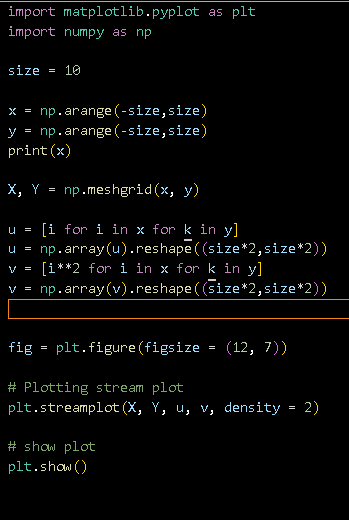 import matplotlib.pyplot as plt
import numpy as np
size = 10
x = np.arange(-size,size)
y = np.arange(-size,size)
print(x)
X, Y = np.meshgrid(x, y)
u = [i for i in x for k in y]
u = np.array(u).reshape((size*2,size*2))
v = [i**2 for i in x for k in y]
v = np.array(v).reshape((size*2,size*2))
fig = plt.figure(figsize = (12, 7))
# Plotting stream plot
plt.streamplot(X, Y, u, v, density = 2)
# show plot
plt.show()